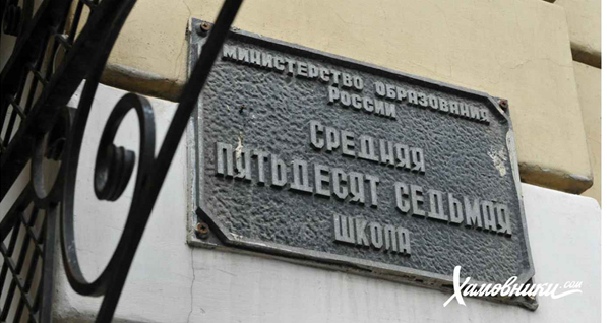 МИНИСТЕРСТВО ОБРАЗОВАНИЯ
РОССИИ
СРЕДНЯЯ
ПЯТЬДЕСЯТ СЕДЬМАЯ
ШКОЛА
Хамовники.com